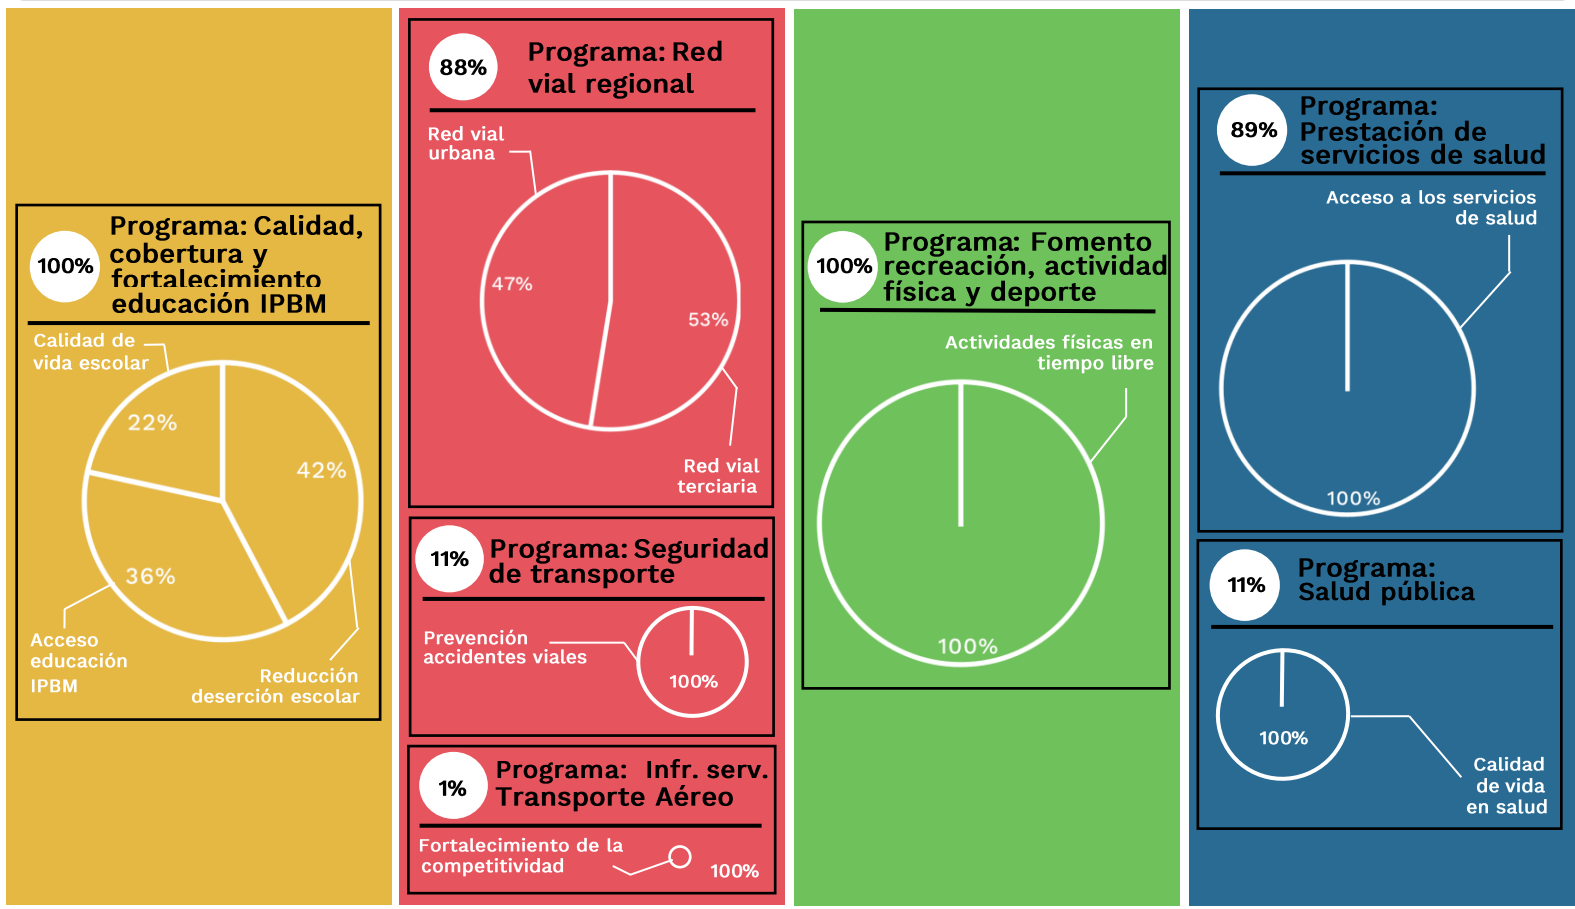 100%
Programa: Calidad,
cobertura y
fortalecimiento
educación IPBM
Calidad de
vida escolar
22%
42%
36%
Acceso
educación
IPBM
Reducción
deserción escolar
88%
Programa: Red
vial regional
Red vial
urbana
47%
53%
Red vial
terciaria
11%
Programa: Seguridad
de transporte
Prevención
accidentes viales
100%
1%
Programa: Infr. serv.
Transporte Aéreo
Fortalecimiento de la
competitividad
100%
100%
Programa: Fomento
recreación, actividad
física y deporte
Actividades físicas en
tiempo libre
100%
89%
Programa:
Prestación de
servicios de salud
Acceso a los servicios
de salud
100%
11%
Programa:
Salud pública
100%
Calidad
de vida
en salud